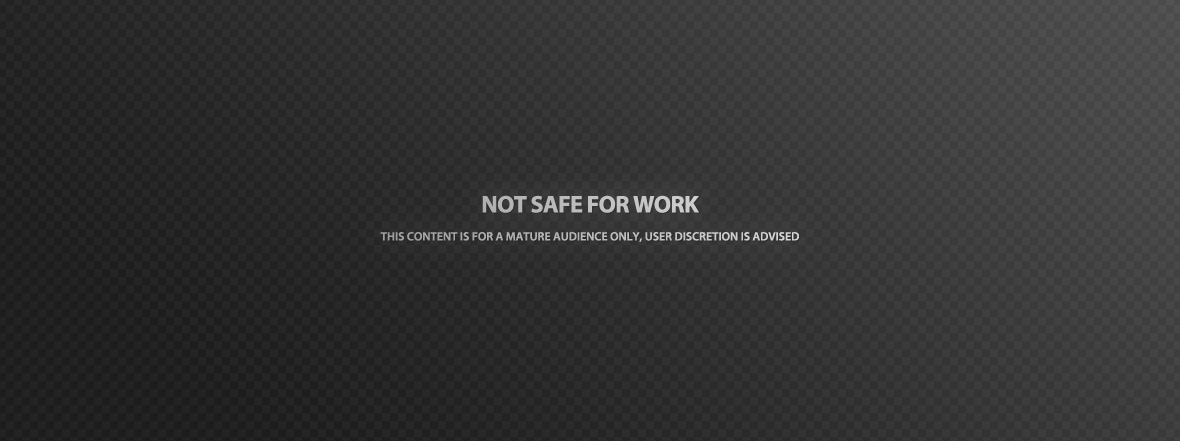 NOT SAFE FOR WORK
THIS CONTENT IS FOR A MATURE AUDIENCE ONLY, USER DISCRETION IS ADVISED